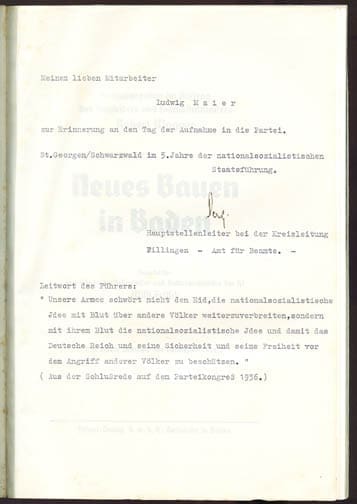 Meinen lieben Mitarbeiter
Ludwig Maier
zur Erinnerung an den Tag der Aufnahme in die Partei.
St.Georgen/Schwarzwald im 5.Jahre der nationalsozialistischen
Staatsführung.
Hauptstellenleiter bei der Kreisleitung
Villingen - Amt für Beamte. -
Neues Bauen
in Baden
Leitwort des Führers:
" Unsere Armee schwört nicht den Eid,die nationalsozialistische
Jdee mit Blut über andere Völker weiterzuverbreiten,sondern
mit ihrem Blut die nationalsozialistische Jdee und damit das
Deutsche Reich und seine Sicherheit und seine Freiheit vor
dem Angriff anderer Völker zu beschützen. "
( Aus der Schlußrede auf den Parteikongreß 1936.)